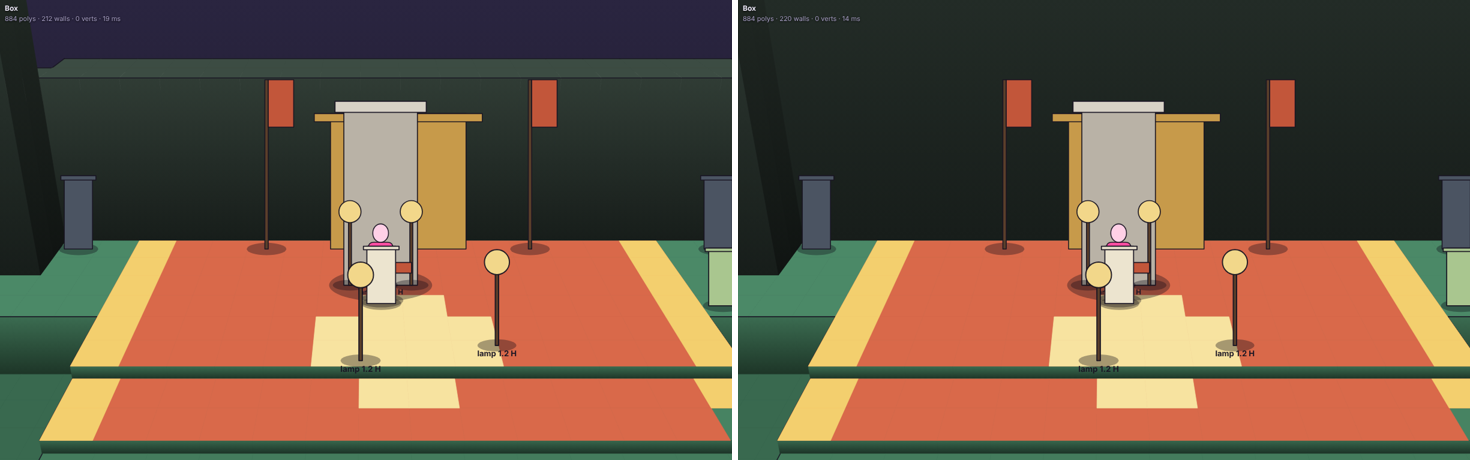 Box
884 polys · 212 walls · 0 verts · 19 ms
H
lamp 1.2 H
lamp 1.2 H
Box
884 polys · 220 walls · 0 verts · 14 ms
H
lamp 1.2 H
lamp 1.2 H